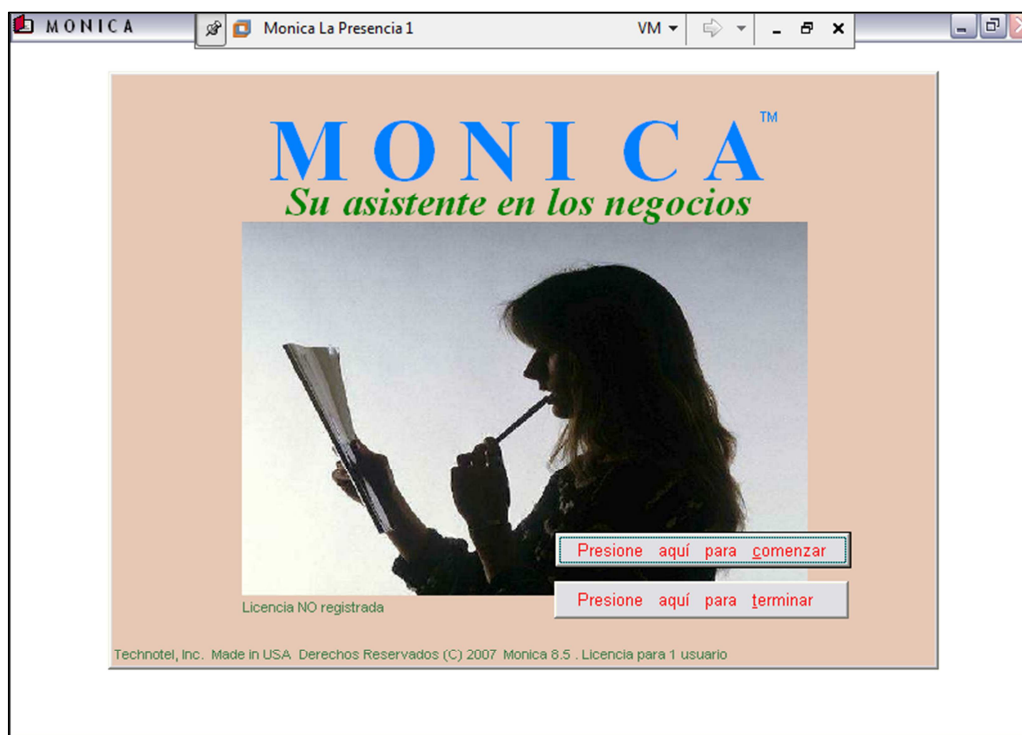 MONICA
Monica La Presencia 1
VM
MONICA™
Su asistente en los negocios
Presione aquí para comenzar
Licencia NO registrada
Presione aquí para terminar
Technotel, Inc. Made in USA Derechos Reservados (C) 2007 Monica 8.5 . Licencia para 1 usuario